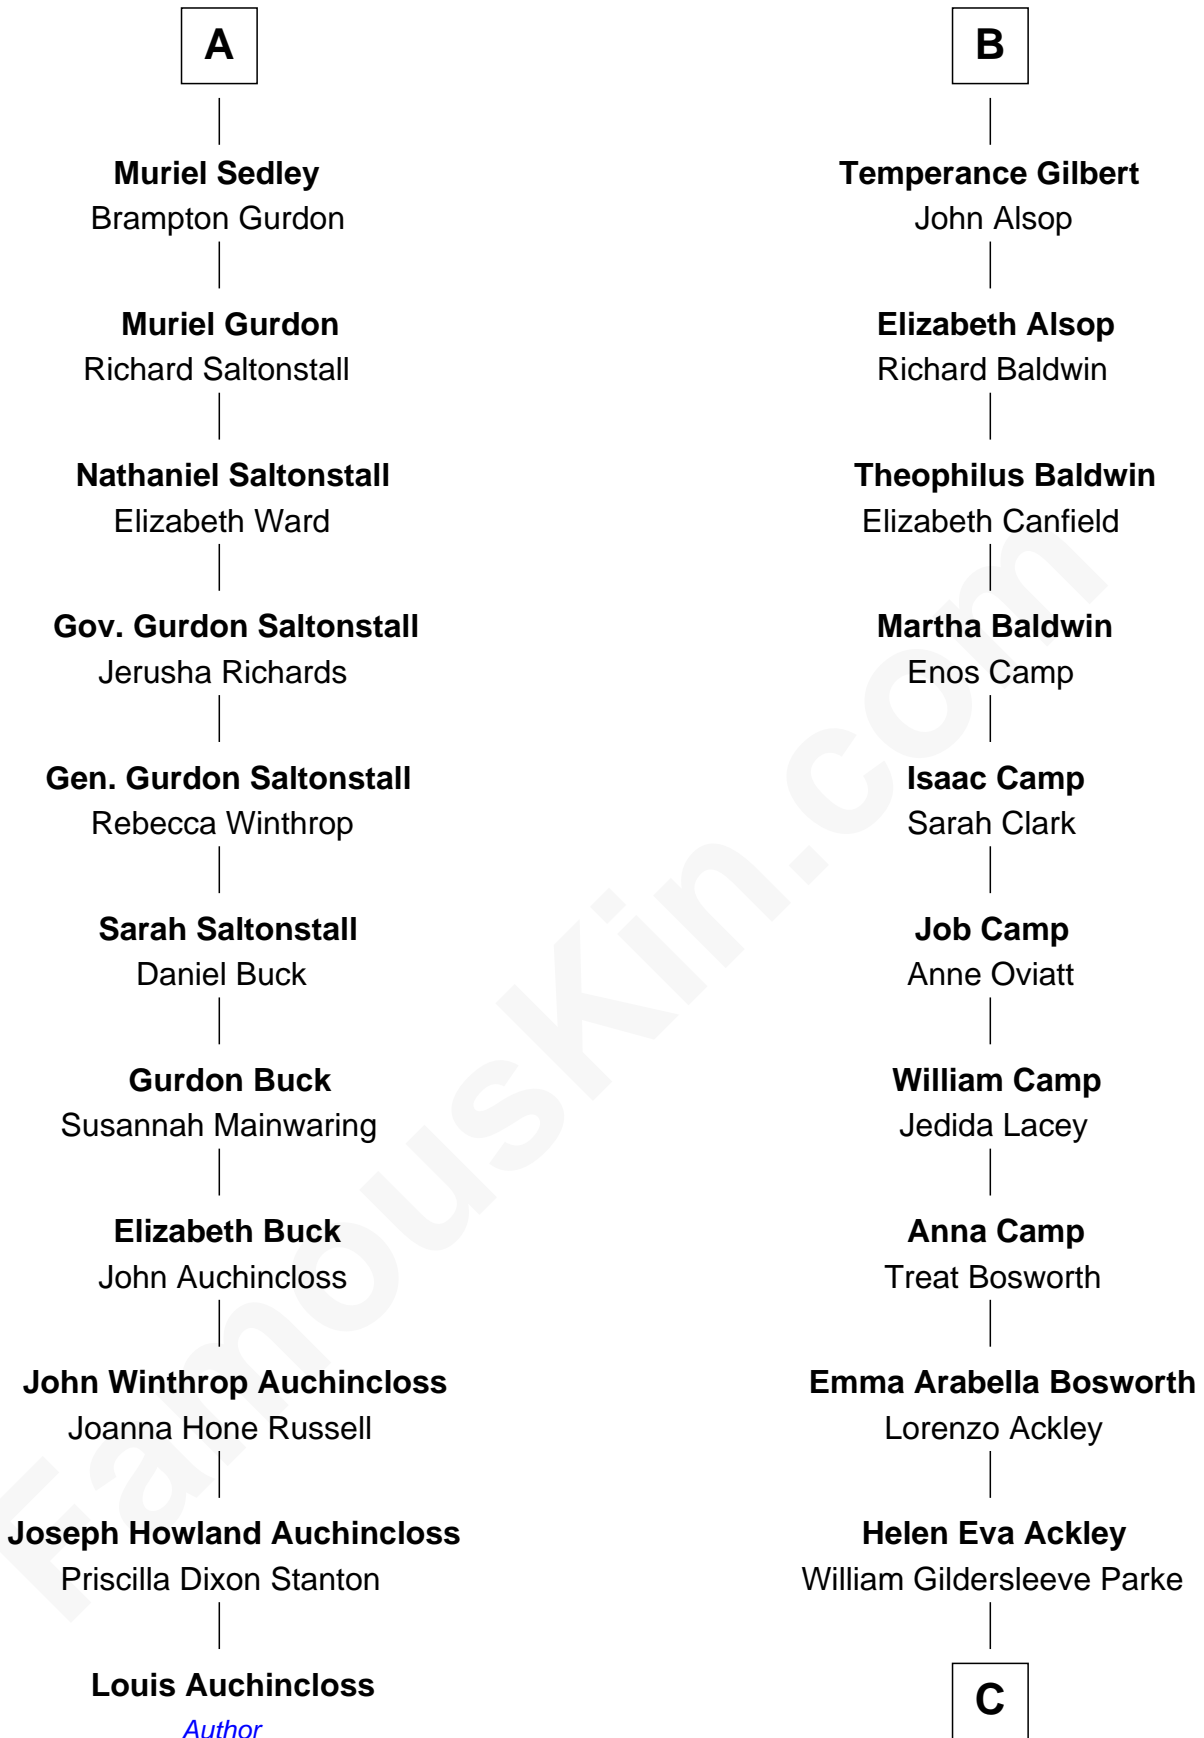 A
Muriel Sedley
Brampton Gurdon
Muriel Gurdon
Richard Saltonstall
Nathaniel Saltonstall
Elizabeth Ward
Gov. Gurdon Saltonstall
Jerusha Richards
Gen. Gurdon Saltonstall
Rebecca Winthrop
Sarah Saltonstall
Daniel Buck
Gurdon Buck
Susannah Mainwaring
Elizabeth Buck
John Auchincloss
John Winthrop Auchincloss
Joanna Hone Russell
Joseph Howland Auchincloss
Priscilla Dixon Stanton
Louis Auchincloss
Author
B
Temperance Gilbert
John Alsop
Elizabeth Alsop
Richard Baldwin
Theophilus Baldwin
Elizabeth Canfield
Martha Baldwin
Enos Camp
Isaac Camp
Sarah Clark
Job Camp
Anne Oviatt
William Camp
Jedida Lacey
Anna Camp
Treat Bosworth
Emma Arabella Bosworth
Lorenzo Ackley
Helen Eva Ackley
William Gildersleeve Parke
C
FamousKin.com